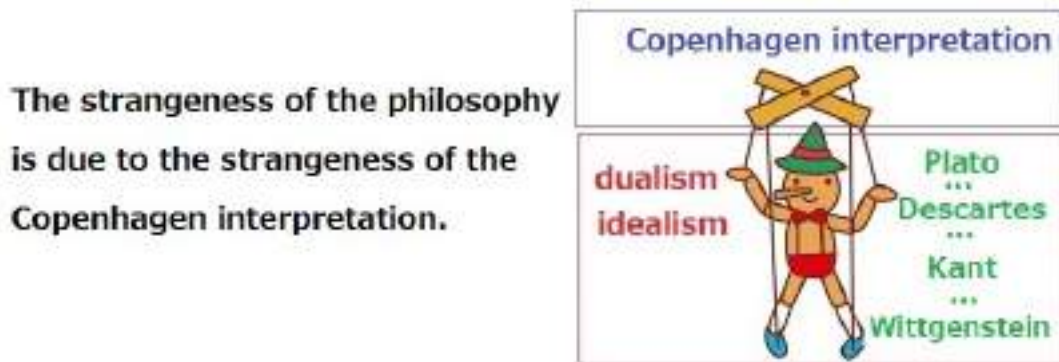 The strangeness of the philosophy
is due to the strangeness of the
Copenhagen interpretation.
Copenhagen interpretation
dualism
idealism
Plato
...
Descartes
...
Kant
...
Wittgenstein